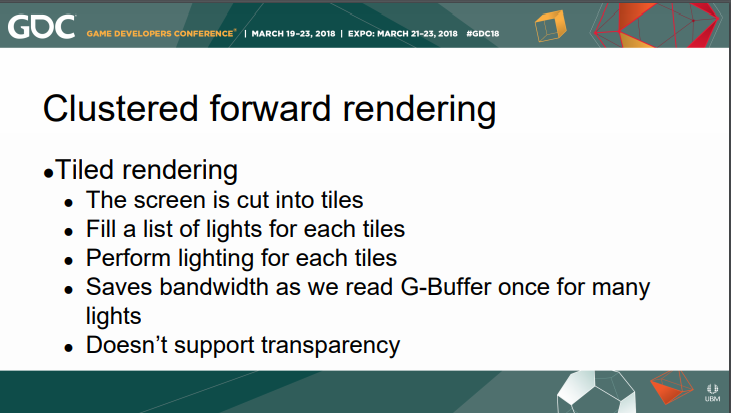 GDC
GAME DEVELOPERS CONFERENCE® | MARCH 19–23, 2018 | EXPO: MARCH 21–23, 2018 #GDC18
Clustered forward rendering
●Tiled rendering
● The screen is cut into tiles
● Fill a list of lights for each tiles
● Perform lighting for each tiles
● Saves bandwidth as we read G-Buffer once for many
lights
● Doesn’t support transparency
UBM